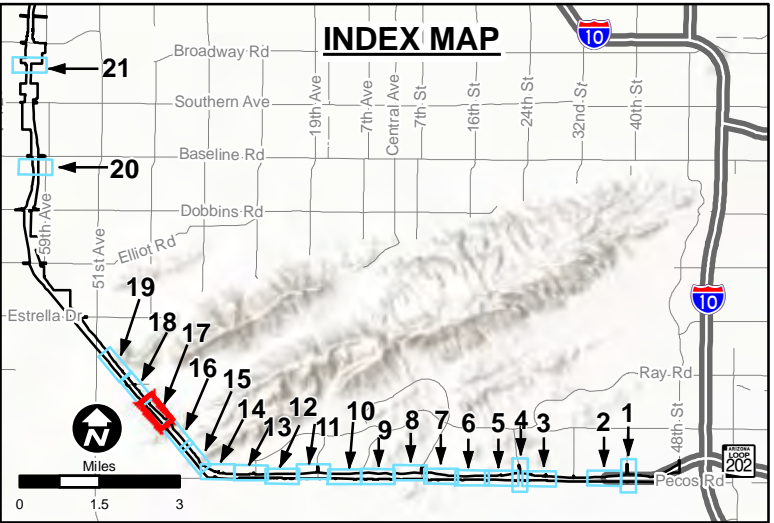 INDEX MAP
10
Broadway Rd
21
Southern Ave
19th Ave
7th Ave
Central Ave
7th St
16th St
24th St
32nd St
40th St
Baseline Rd
20
Dobbins Rd
59th Ave
51st Ave
Elliot Rd
Estrella Dr
19
18
17
16
15
14
13
12
11
10
9
8
7
6
5
4
3
2
1
10
Ray Rd
48th St
ARIZONA
LOOP
202
Pecos Rd
N
Miles
0 1.5 3